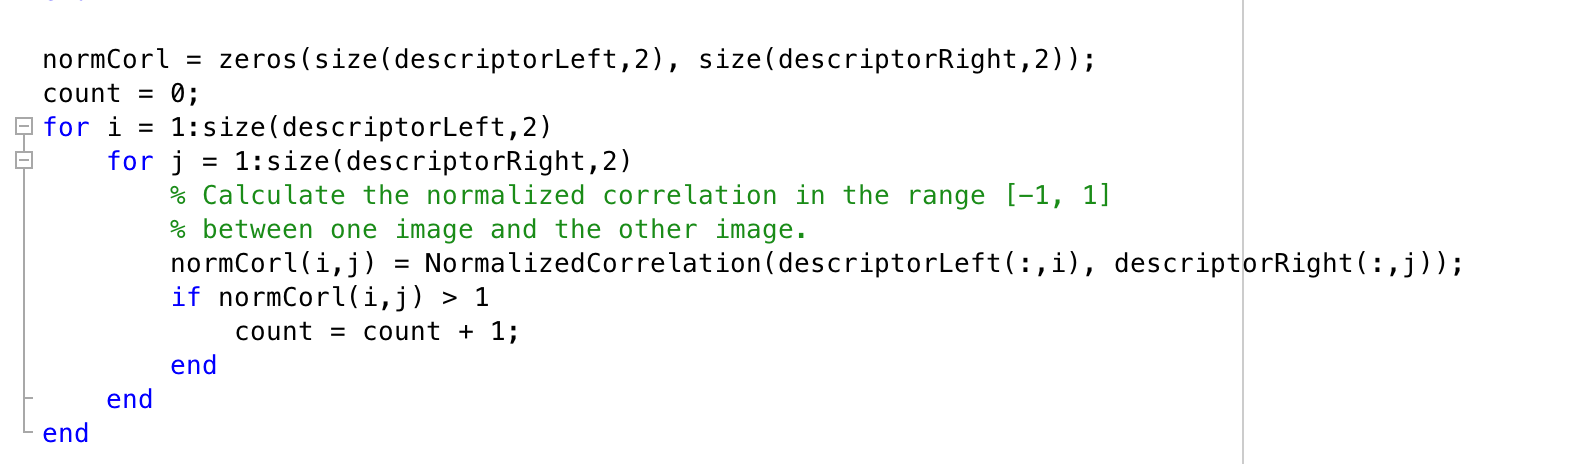 normCorl = zeros(size(descriptorLeft,2), size(descriptorRight,2));
count = 0;
for i = 1:size(descriptorLeft,2)
    for j = 1:size(descriptorRight,2)
        % Calculate the normalized correlation in the range [-1, 1]
        % between one image and the other image.
        normCorl(i,j) = NormalizedCorrelation(descriptorLeft(:,i), descriptorRight(:,j));
        if normCorl(i,j) > 1
            count = count + 1;
        end
    end
end